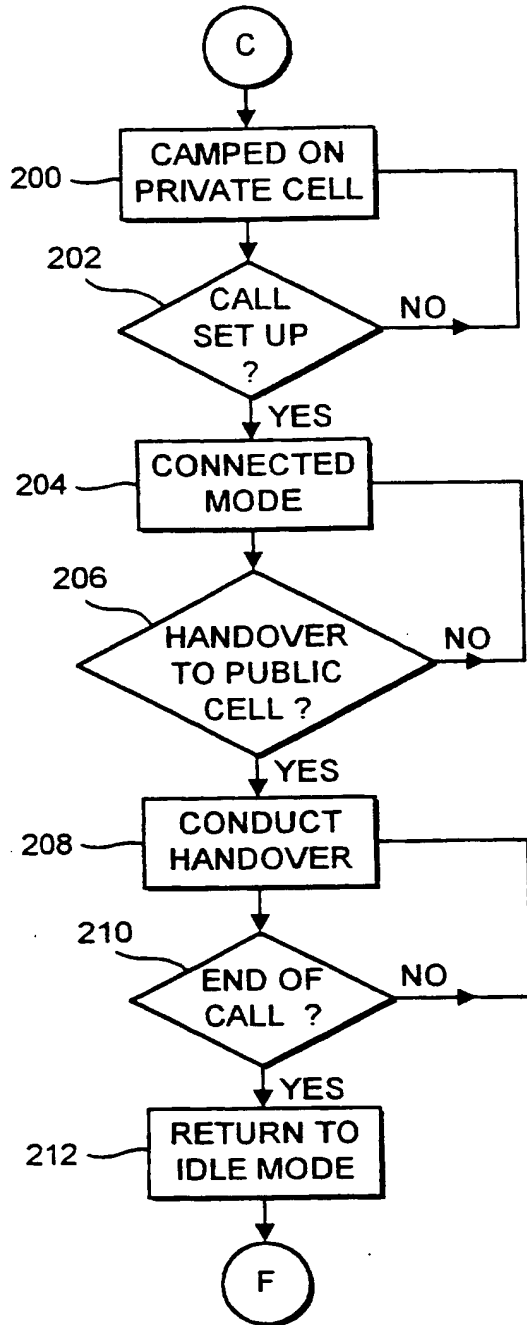 C
200
CAMPED ON
PRIVATE CELL
202
CALL
SET UP
?
NO
YES
204
CONNECTED
MODE
206
HANDOVER
TO PUBLIC
CELL ?
NO
YES
208
CONDUCT
HANDOVER
210
END OF
CALL ?
NO
YES
212
RETURN TO
IDLE MODE
F